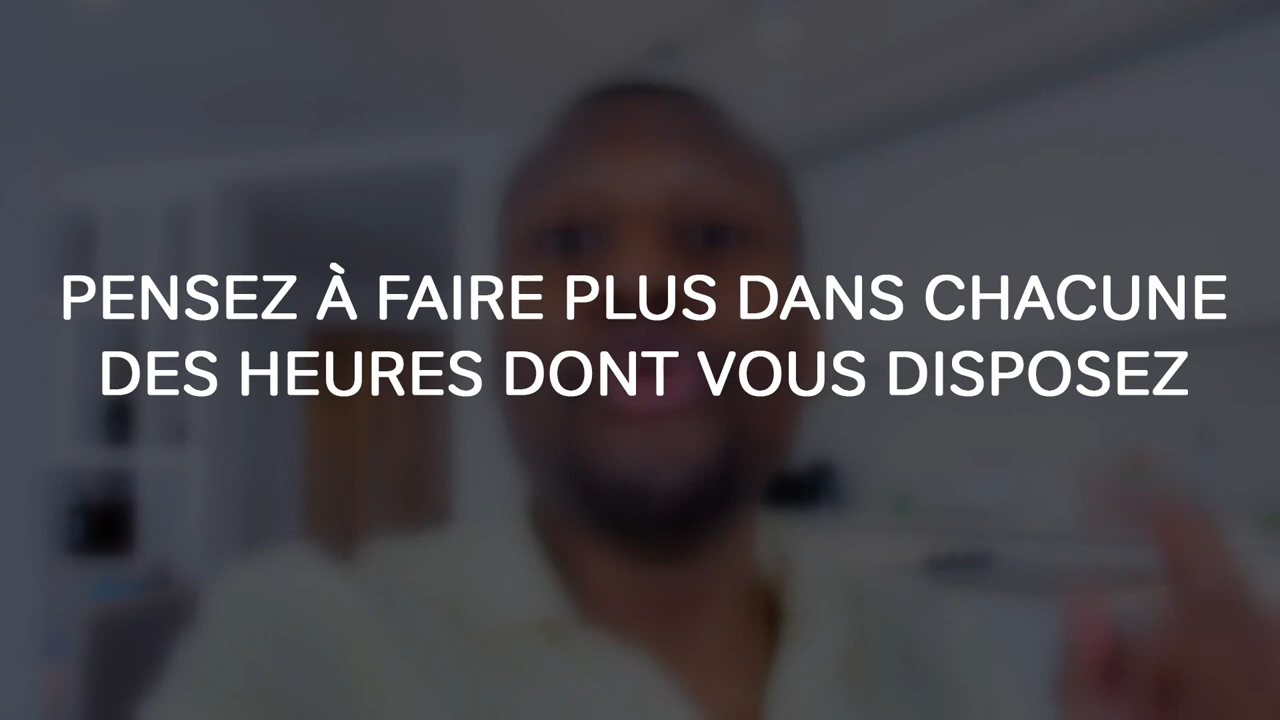 PENSEZ À FAIRE PLUS DANS CHACUNE
DES HEURES DONT VOUS DISPOSEZ